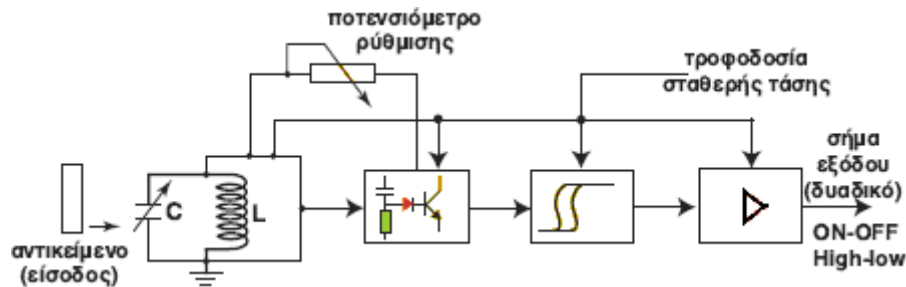 ποτενσιόμετρο
ρύθμισης
τροφοδοσία
σταθερής τάσης
σήμα
εξόδου
(δυαδικό)
ON-OFF
High-low
C
L
αντικείμενο
(είσοδος)